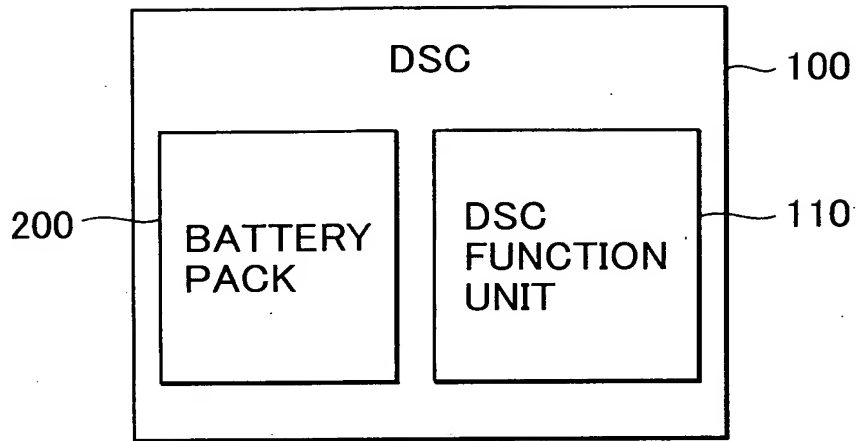 DSC
100
200
BATTERY
PACK
DSC
FUNCTION
UNIT
110